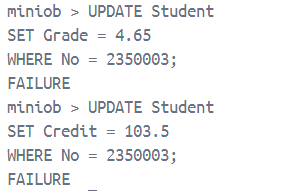 miniob > UPDATE Student
SET Grade = 4.65
WHERE No = 2350003;
FAILURE
miniob > UPDATE Student
SET Credit = 103.5
WHERE No = 2350003;
FAILURE